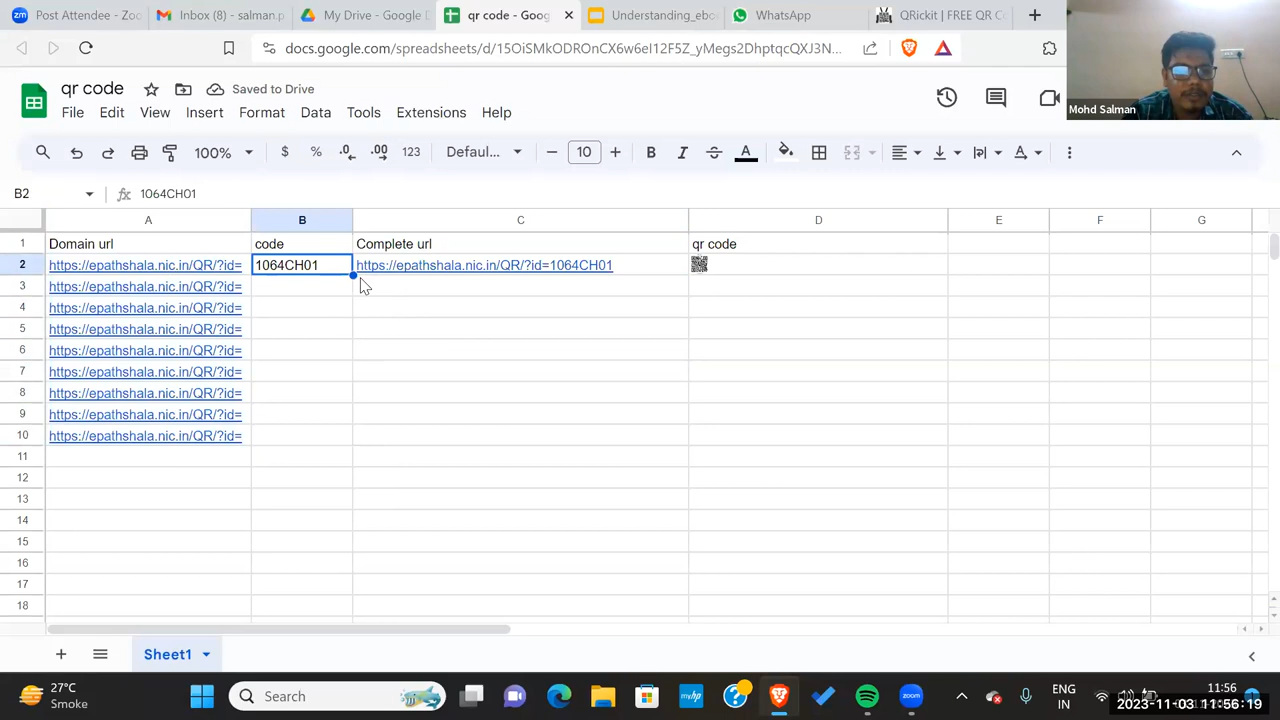 Post Attendee - Zo
Inbox (8) - salman.p
My Drive - Google D
qr code - Goog
Understanding_ebo
WhatsApp
QRickit | FREE QR C
docs.google.com/spreadsheets/d/15OiSMkODROnCX6w6eI12F5Z_yMegs2DhptqcQXJ3N...
Mohd Salman
qr code
Saved to Drive
File Edit View Insert Format Data Tools Extensions Help
100% $ % .0 .00 123 Defaul... 10 B I S A
B2 fx 1064CH01
A B C D E F G
1 Domain url code Complete url qr code
2 https://epathshala.nic.in/QR/?id= 1064CH01 https://epathshala.nic.in/QR/?id=1064CH01
3 https://epathshala.nic.in/QR/?id=
4 https://epathshala.nic.in/QR/?id=
5 https://epathshala.nic.in/QR/?id=
6 https://epathshala.nic.in/QR/?id=
7 https://epathshala.nic.in/QR/?id=
8 https://epathshala.nic.in/QR/?id=
9 https://epathshala.nic.in/QR/?id=
10 https://epathshala.nic.in/QR/?id=
11
12
13
14
15
16
17
18
Sheet1
27°C
Smoke
Search
ENG
IN
11:56
2023-11-03 11:56:19